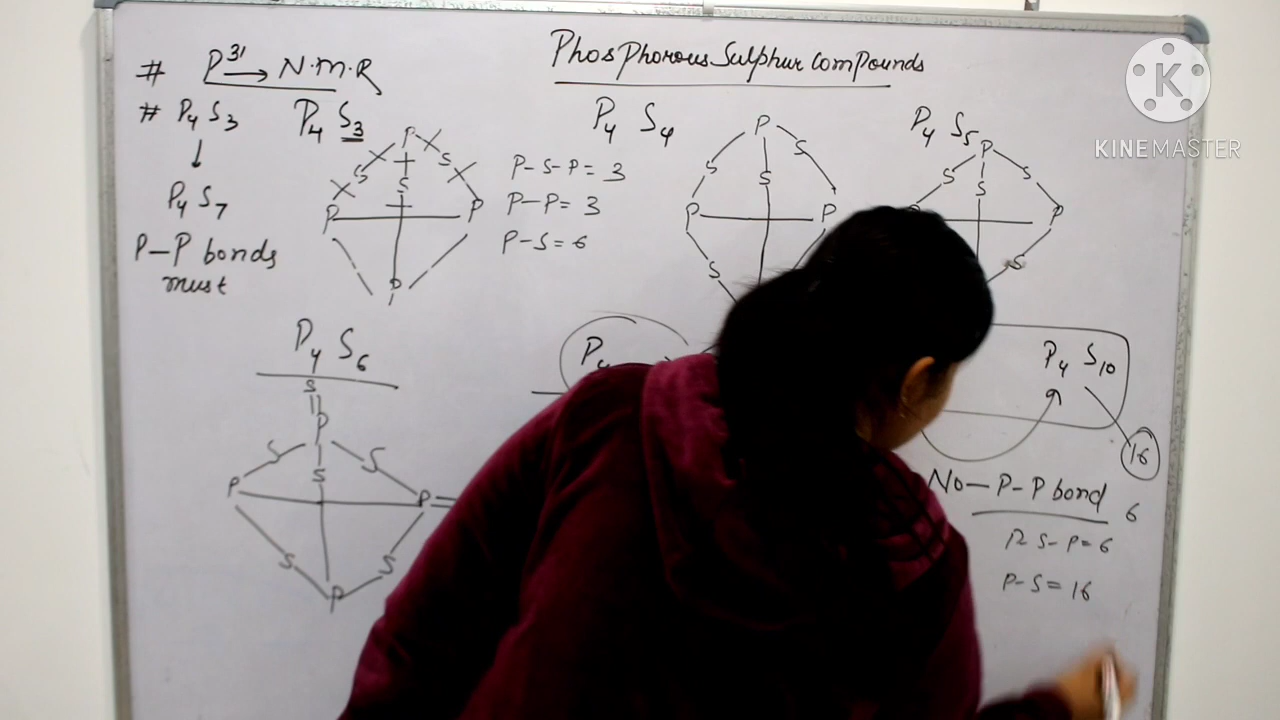 Phosphorous Sulphur compounds
# P³¹ → N.M.R
# P₄ S₃
↓
P₄ S₇
P–P bonds
must
P₄ S₃
P
S S
S
P P
P
P-S-P = 3
P-P = 3
P-S = 6
P₄ S₄
P
S S
S
P P
S
P₄ S₅
P
S S
S
P
S
P₄ S₆
S
P
S S
S
P P
S S
P
P₄
P₄ S₁₀
16
No – P-P bond
6
P-S = 16
K
KINEMASTER